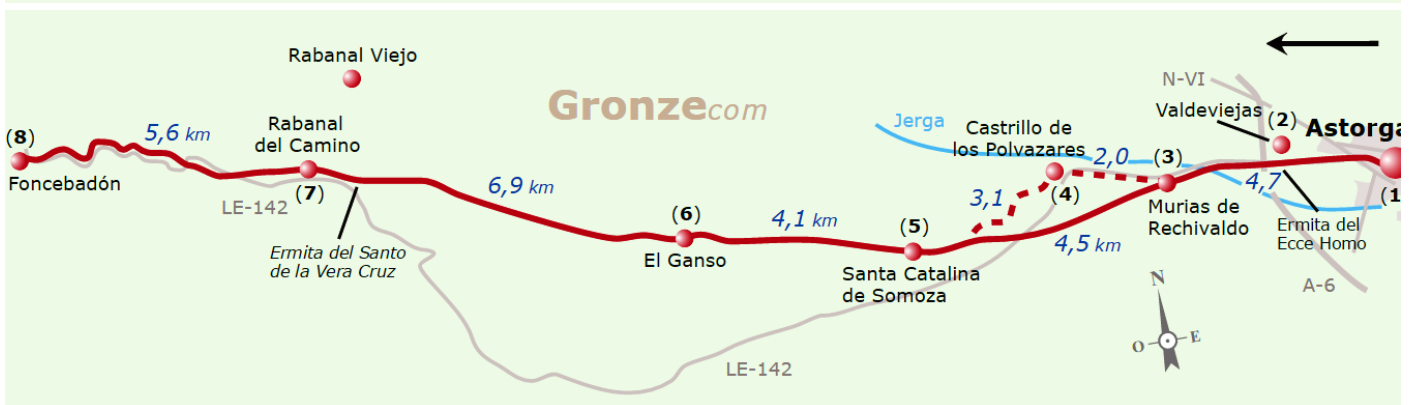 Rabanal Viejo
N-VI
Gronze.com
Valdeviejas
(2)
Astorga
(8)
5,6 km
Rabanal
del Camino
Jerga
Castrillo de
los Polvazares
2,0
(3)
Foncebadón
(7)
6,9 km
(4)
4,7
(1
LE-142
3,1
(6)
4,1 km
(5)
4,5 km
Murias de
Rechivaldo
Ermita del
Ecce Homo
Ermita del Santo
de la Vera Cruz
El Ganso
Santa Catalina
de Somoza
A-6
N
O
E
LE-142